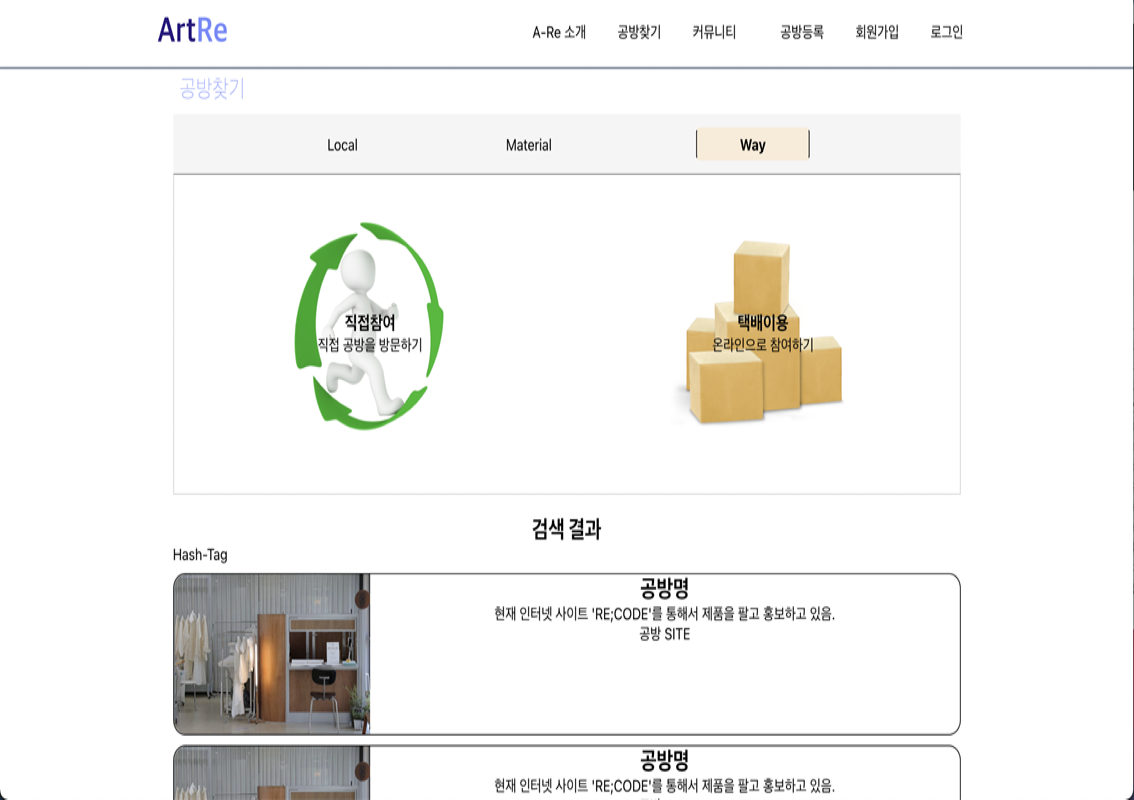 ArtRe
A-Re 소개 공방찾기 커뮤니티 공방등록 회원가입 로그인
공방찾기
Local Material Way
직접참여
직접 공방을 방문하기
택배이용
온라인으로 참여하기
검색 결과
Hash-Tag
공방명
현재 인터넷 사이트 'RE;CODE'를 통해서 제품을 팔고 홍보하고 있음.
공방 SITE
공방명
현재 인터넷 사이트 'RE;CODE'를 통해서 제품을 팔고 홍보하고 있음.